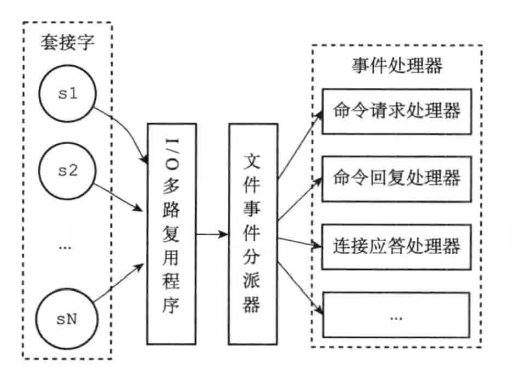 套接字
s1
s2
...
sN
I/O多路复用程序
文件事件分派器
事件处理器
命令请求处理器
命令回复处理器
连接应答处理器
...